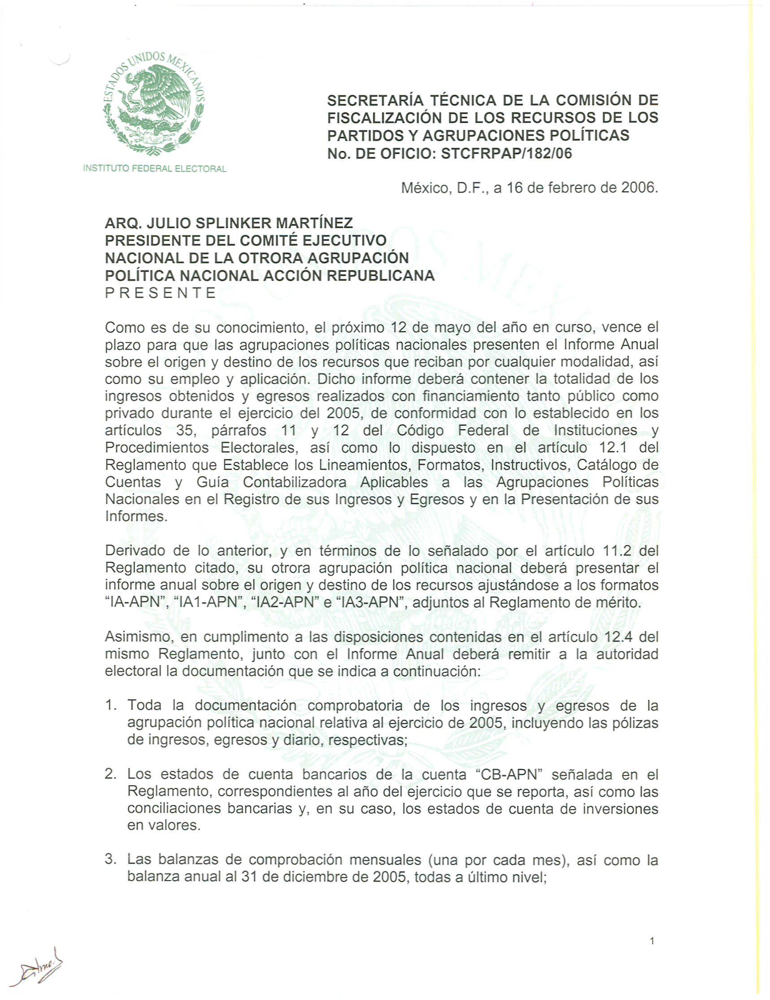 ESTADOS UNIDOS MEXICANOS
INSTITUTO FEDERAL ELECTORAL
SECRETARÍA TÉCNICA DE LA COMISIÓN DE
FISCALIZACIÓN DE LOS RECURSOS DE LOS
PARTIDOS Y AGRUPACIONES POLÍTICAS
No. DE OFICIO: STCFRPAP/182/06
México, D.F., a 16 de febrero de 2006.
ARQ. JULIO SPLINKER MARTÍNEZ
PRESIDENTE DEL COMITÉ EJECUTIVO
NACIONAL DE LA OTRORA AGRUPACIÓN
POLÍTICA NACIONAL ACCIÓN REPUBLICANA
P R E S E N T E
Como es de su conocimiento, el próximo 12 de mayo del año en curso, vence el
plazo para que las agrupaciones políticas nacionales presenten el Informe Anual
sobre el origen y destino de los recursos que reciban por cualquier modalidad, así
como su empleo y aplicación. Dicho informe deberá contener la totalidad de los
ingresos obtenidos y egresos realizados con financiamiento tanto público como
privado durante el ejercicio del 2005, de conformidad con lo establecido en los
artículos 35, párrafos 11 y 12 del Código Federal de Instituciones y
Procedimientos Electorales, así como lo dispuesto en el artículo 12.1 del
Reglamento que Establece los Lineamientos, Formatos, Instructivos, Catálogo de
Cuentas y Guía Contabilizadora Aplicables a las Agrupaciones Políticas
Nacionales en el Registro de sus Ingresos y Egresos y en la Presentación de sus
Informes.
Derivado de lo anterior, y en términos de lo señalado por el artículo 11.2 del
Reglamento citado, su otrora agrupación política nacional deberá presentar el
informe anual sobre el origen y destino de los recursos ajustándose a los formatos
“IA-APN”, “IA1-APN”, “IA2-APN” e “IA3-APN”, adjuntos al Reglamento de mérito.
Asimismo, en cumplimento a las disposiciones contenidas en el artículo 12.4 del
mismo Reglamento, junto con el Informe Anual deberá remitir a la autoridad
electoral la documentación que se indica a continuación:
1. Toda la documentación comprobatoria de los ingresos y egresos de la
agrupación política nacional relativa al ejercicio de 2005, incluyendo las pólizas
de ingresos, egresos y diario, respectivas;
2. Los estados de cuenta bancarios de la cuenta “CB-APN” señalada en el
Reglamento, correspondientes al año del ejercicio que se reporta, así como las
conciliaciones bancarias y, en su caso, los estados de cuenta de inversiones
en valores.
3. Las balanzas de comprobación mensuales (una por cada mes), así como la
balanza anual al 31 de diciembre de 2005, todas a último nivel;
1